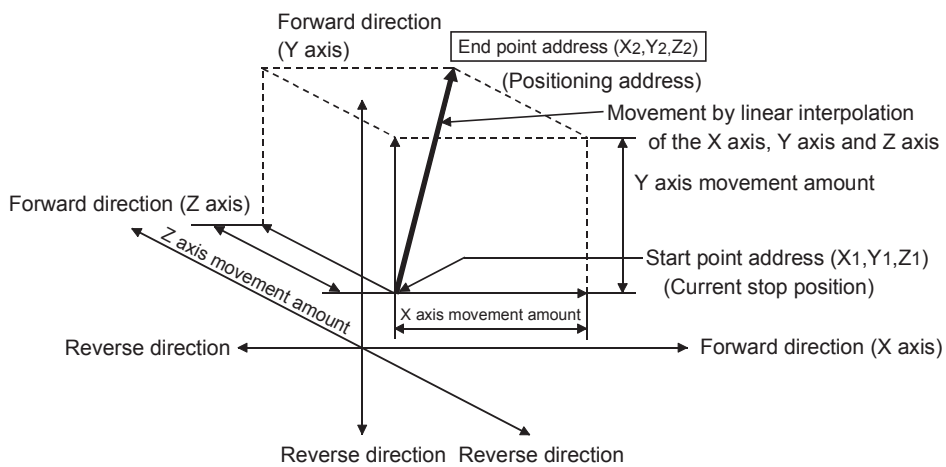 Forward direction
(Y axis)
End point address (X2,Y2,Z2)
(Positioning address)
Movement by linear interpolation
of the X axis, Y axis and Z axis
Y axis movement amount
Forward direction (Z axis)
Z axis movement amount
Start point address (X1,Y1,Z1)
(Current stop position)
X axis movement amount
Reverse direction
Forward direction (X axis)
Reverse direction
Reverse direction